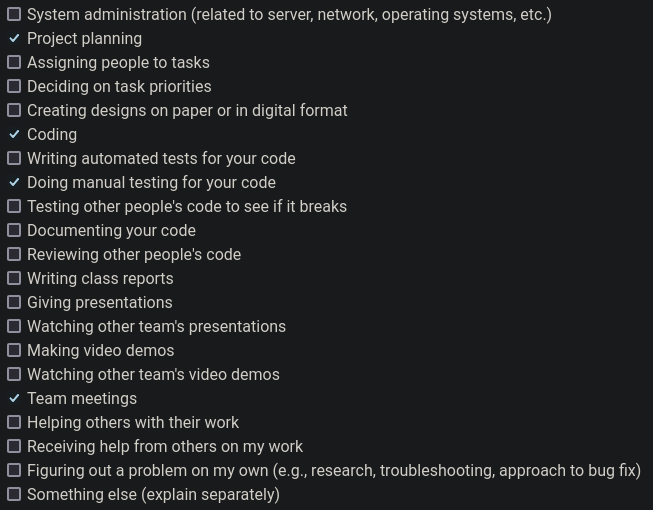 System administration (related to server, network, operating systems, etc.)
Project planning
Assigning people to tasks
Deciding on task priorities
Creating designs on paper or in digital format
Coding
Writing automated tests for your code
Doing manual testing for your code
Testing other people's code to see if it breaks
Documenting your code
Reviewing other people's code
Writing class reports
Giving presentations
Watching other team's presentations
Making video demos
Watching other team's video demos
Team meetings
Helping others with their work
Receiving help from others on my work
Figuring out a problem on my own (e.g., research, troubleshooting, approach to bug fix)
Something else (explain separately)